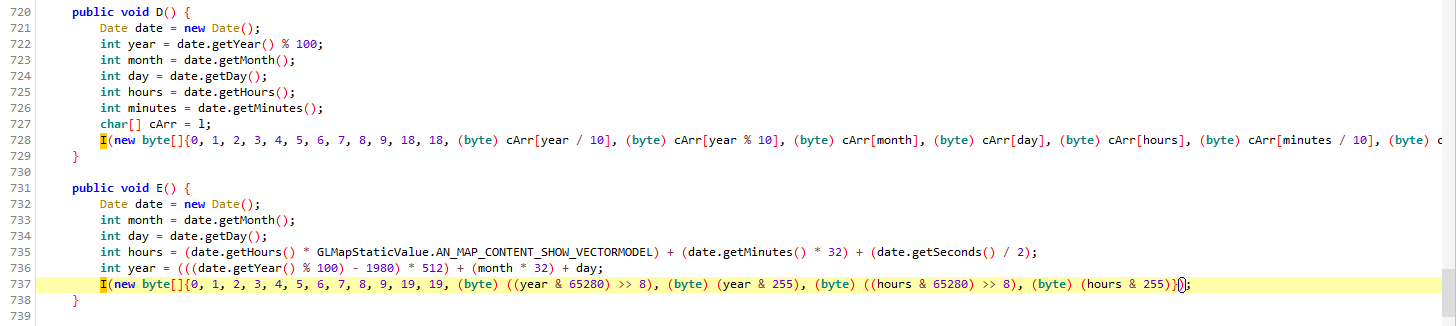 720 public void D() {
721 Date date = new Date();
722 int year = date.getYear() % 100;
723 int month = date.getMonth();
724 int day = date.getDay();
725 int hours = date.getHours();
726 int minutes = date.getMinutes();
727 char[] cArr = l;
728 I(new byte[]{0, 1, 2, 3, 4, 5, 6, 7, 8, 9, 18, 18, (byte) cArr[year / 10], (byte) cArr[year % 10], (byte) cArr[month], (byte) cArr[day], (byte) cArr[hours], (byte) cArr[minutes / 10], (byte) c
729 }
730
731 public void E() {
732 Date date = new Date();
733 int month = date.getMonth();
734 int day = date.getDay();
735 int hours = (date.getHours() * GLMapStaticValue.AN_MAP_CONTENT_SHOW_VECTORMODEL) + (date.getMinutes() * 32) + (date.getSeconds() / 2);
736 int year = (((date.getYear() % 100) - 1980) * 512) + (month * 32) + day;
737 I(new byte[]{0, 1, 2, 3, 4, 5, 6, 7, 8, 9, 19, 19, (byte) ((year & 65280) >> 8), (byte) (year & 255), (byte) ((hours & 65280) >> 8), (byte) (hours & 255)});
738 }
739